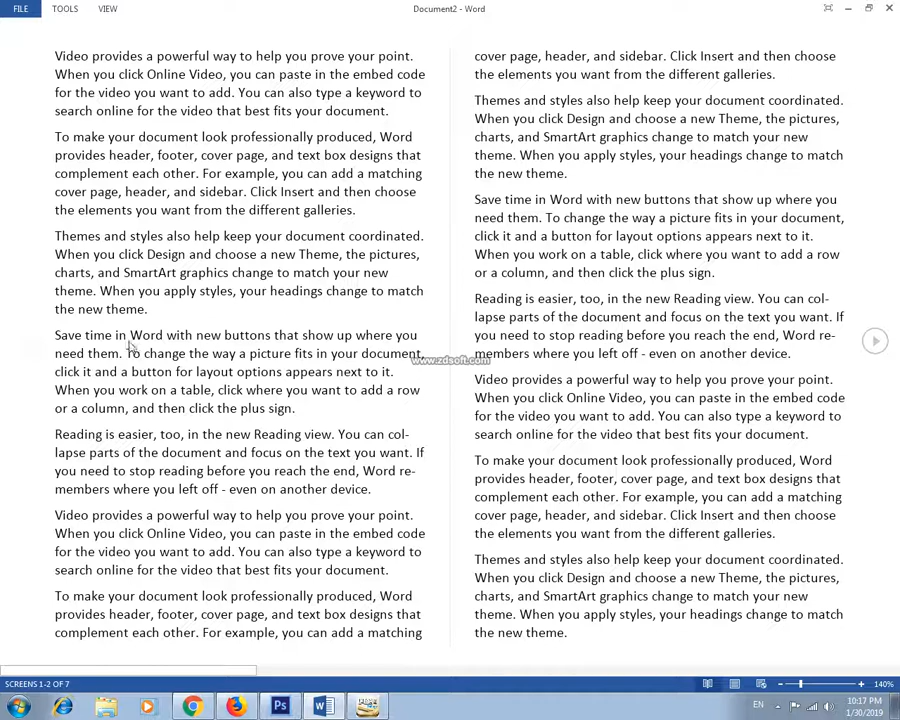 FILE TOOLS VIEW Document2 - Word
Video provides a powerful way to help you prove your point.
When you click Online Video, you can paste in the embed code
for the video you want to add. You can also type a keyword to
search online for the video that best fits your document.
To make your document look professionally produced, Word
provides header, footer, cover page, and text box designs that
complement each other. For example, you can add a matching
cover page, header, and sidebar. Click Insert and then choose
the elements you want from the different galleries.
Themes and styles also help keep your document coordinated.
When you click Design and choose a new Theme, the pictures,
charts, and SmartArt graphics change to match your new
theme. When you apply styles, your headings change to match
the new theme.
Save time in Word with new buttons that show up where you
need them. To change the way a picture fits in your document,
click it and a button for layout options appears next to it.
When you work on a table, click where you want to add a row
or a column, and then click the plus sign.
Reading is easier, too, in the new Reading view. You can col-
lapse parts of the document and focus on the text you want. If
you need to stop reading before you reach the end, Word re-
members where you left off - even on another device.
Video provides a powerful way to help you prove your point.
When you click Online Video, you can paste in the embed code
for the video you want to add. You can also type a keyword to
search online for the video that best fits your document.
To make your document look professionally produced, Word
provides header, footer, cover page, and text box designs that
complement each other. For example, you can add a matching
cover page, header, and sidebar. Click Insert and then choose
the elements you want from the different galleries.
Themes and styles also help keep your document coordinated.
When you click Design and choose a new Theme, the pictures,
charts, and SmartArt graphics change to match your new
theme. When you apply styles, your headings change to match
the new theme.
Save time in Word with new buttons that show up where you
need them. To change the way a picture fits in your document,
click it and a button for layout options appears next to it.
When you work on a table, click where you want to add a row
or a column, and then click the plus sign.
Reading is easier, too, in the new Reading view. You can col-
lapse parts of the document and focus on the text you want. If
you need to stop reading before you reach the end, Word re-
members where you left off - even on another device.
Video provides a powerful way to help you prove your point.
When you click Online Video, you can paste in the embed code
for the video you want to add. You can also type a keyword to
search online for the video that best fits your document.
To make your document look professionally produced, Word
provides header, footer, cover page, and text box designs that
complement each other. For example, you can add a matching
cover page, header, and sidebar. Click Insert and then choose
the elements you want from the different galleries.
Themes and styles also help keep your document coordinated.
When you click Design and choose a new Theme, the pictures,
charts, and SmartArt graphics change to match your new
theme. When you apply styles, your headings change to match
the new theme.
www.zdsoft.com
SCREENS 1-2 OF 7 140%
Ps
EN 10:17 PM
1/30/2019